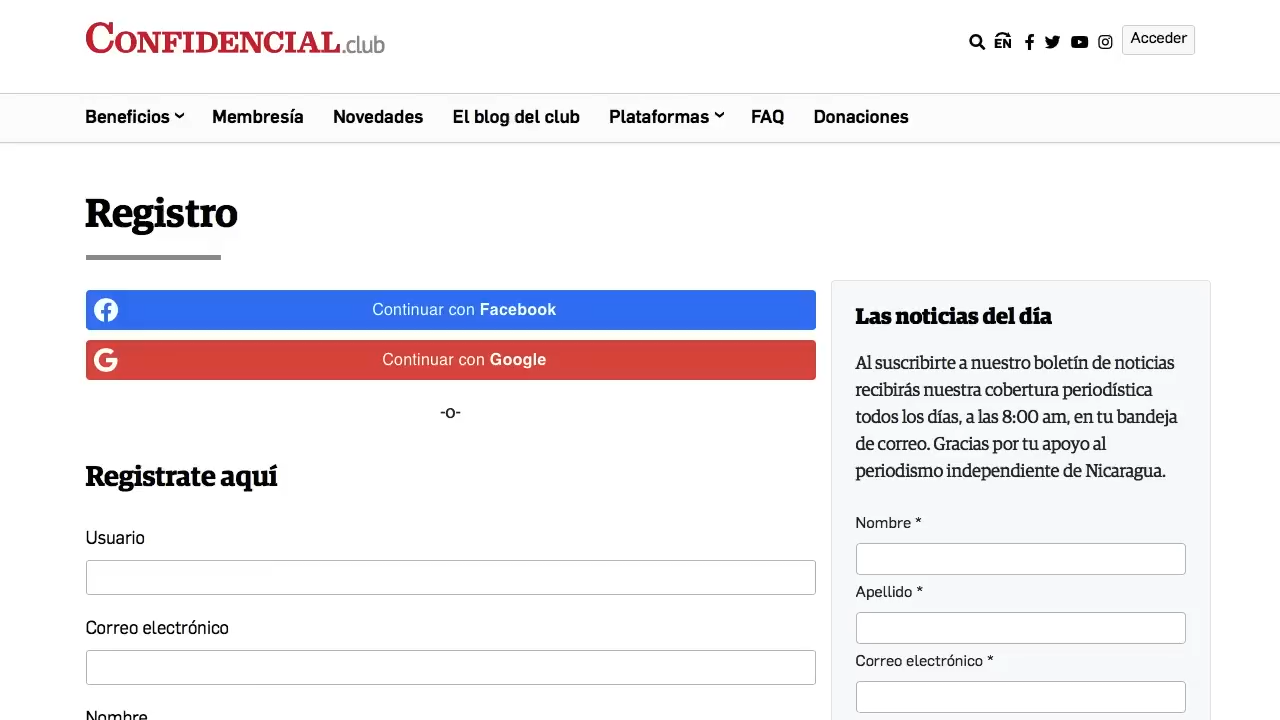 CONFIDENCIAL.club
EN
Acceder
Beneficios
Membresía
Novedades
El blog del club
Plataformas
FAQ
Donaciones
Registro
Continuar con Facebook
Continuar con Google
-o-
Registrate aquí
Usuario
Correo electrónico
Nombre
Las noticias del día
Al suscribirte a nuestro boletín de noticias
recibirás nuestra cobertura periodística
todos los días, a las 8:00 am, en tu bandeja
de correo. Gracias por tu apoyo al
periodismo independiente de Nicaragua.
Nombre *
Apellido *
Correo electrónico *